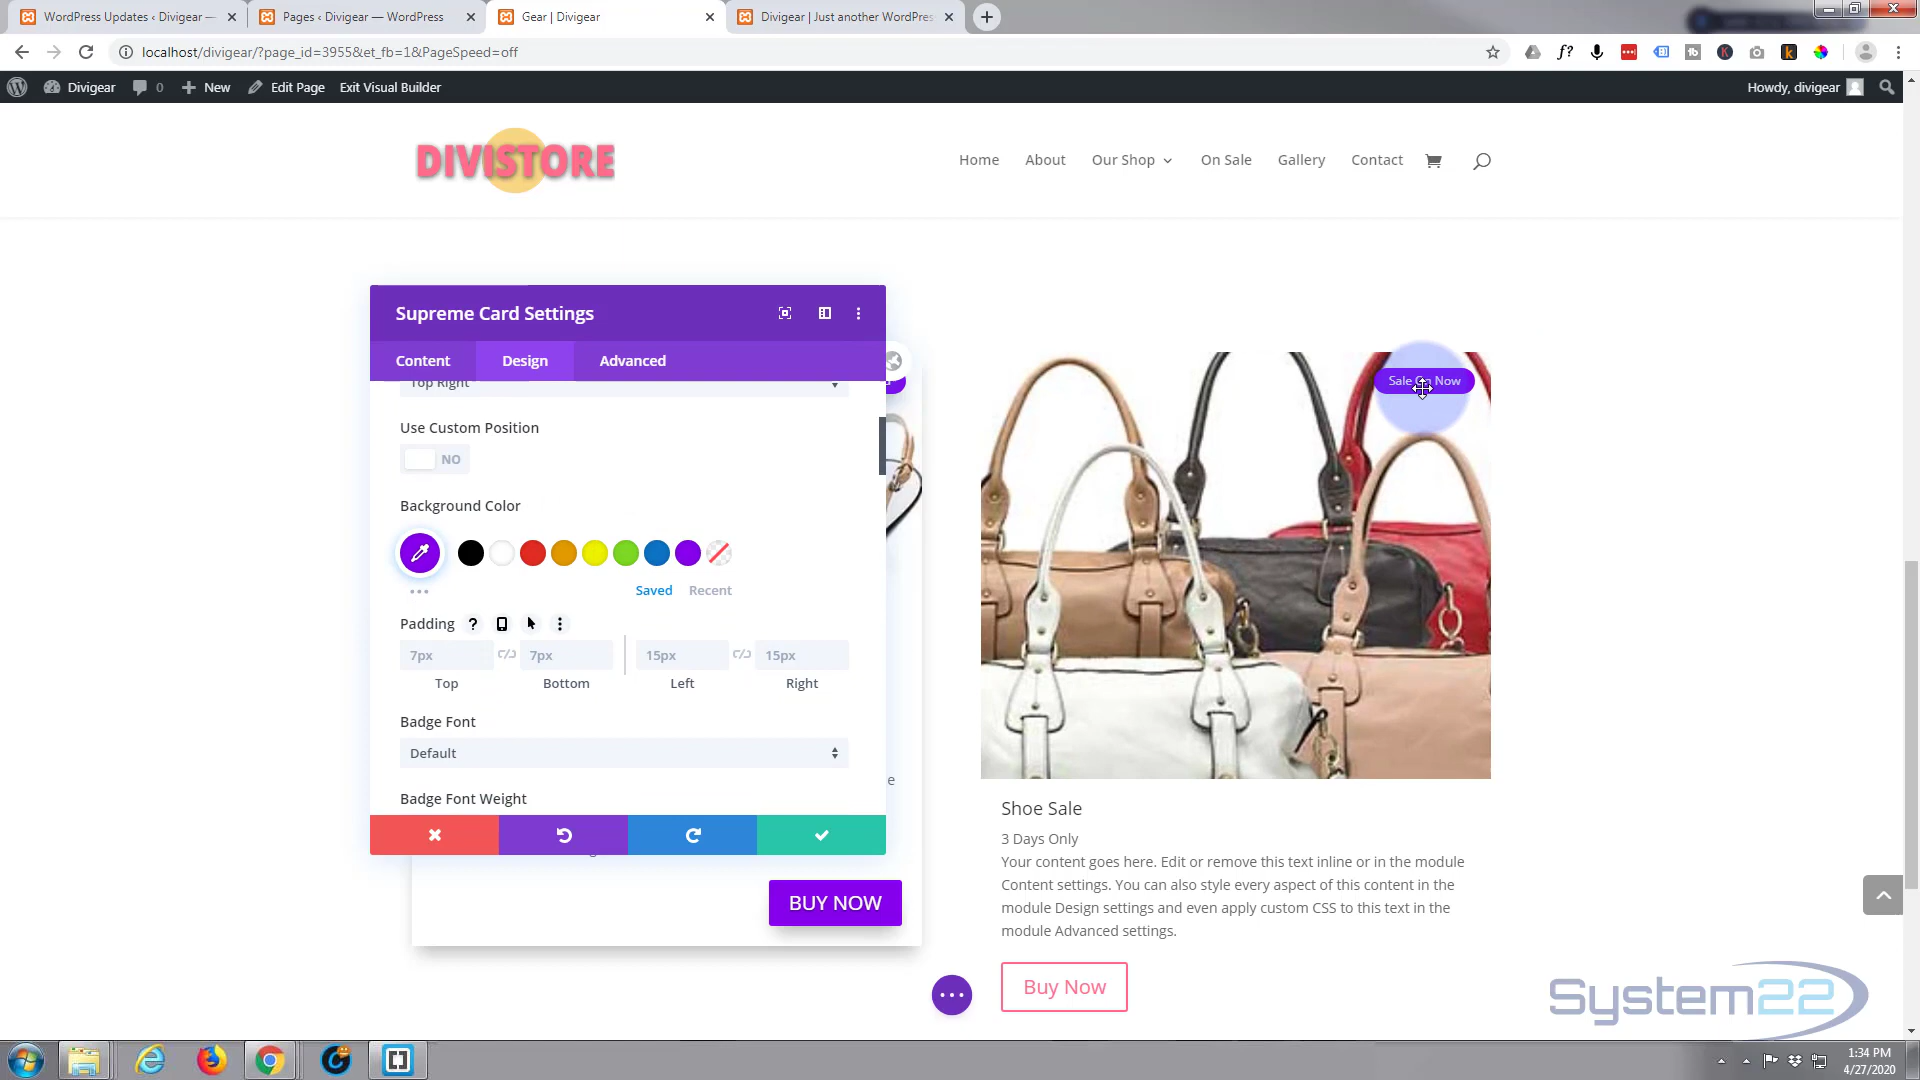 WordPress Updates ‹ Divigear —
Pages ‹ Divigear — WordPress
Gear | Divigear
Divigear | Just another WordPres
localhost/divigear/?page_id=3955&et_fb=1&PageSpeed=off
Divigear
0
New
Edit Page
Exit Visual Builder
Howdy, divigear
DIVISTORE
Home
About
Our Shop
On Sale
Gallery
Contact
Supreme Card Settings
Content
Design
Advanced
Top Right
Use Custom Position
NO
Background Color
Saved
Recent
Padding
7px
7px
15px
15px
Top
Bottom
Left
Right
Badge Font
Default
Badge Font Weight
BUY NOW
Sale On Now
Shoe Sale
3 Days Only
Your content goes here. Edit or remove this text inline or in the
module Content settings. You can also style every aspect of this content in the
module Design settings and even apply custom CSS to this text in the
module Advanced settings.
Buy Now
System22
1:34 PM
4/27/2020